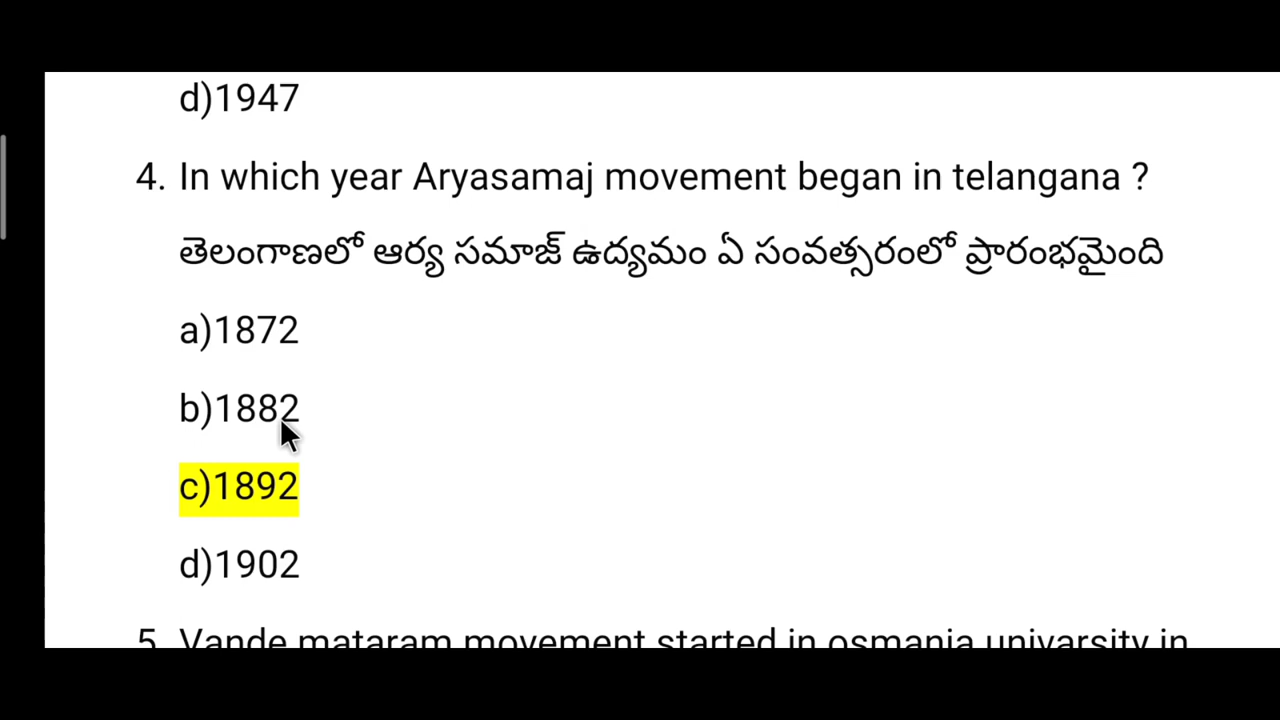 d)1947
4. In which year Aryasamaj movement began in telangana ?
తెలంగాణలో ఆర్య సమాజ్ ఉద్యమం ఏ సంవత్సరంలో ప్రారంభమైంది
a)1872
b)1882
c)1892
d)1902
5. Vande mataram movement started in osmania univarsity in